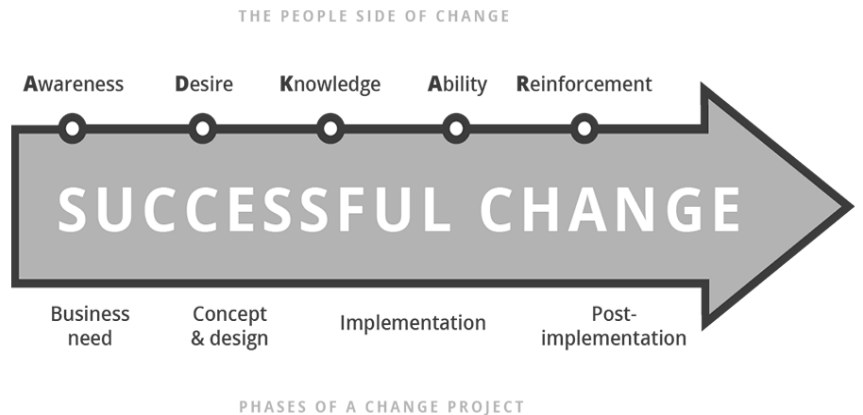 THE PEOPLE SIDE OF CHANGE
Awareness Desire Knowledge Ability Reinforcement
SUCCESSFUL CHANGE
Business need
Concept & design
Implementation
Post-implementation
PHASES OF A CHANGE PROJECT